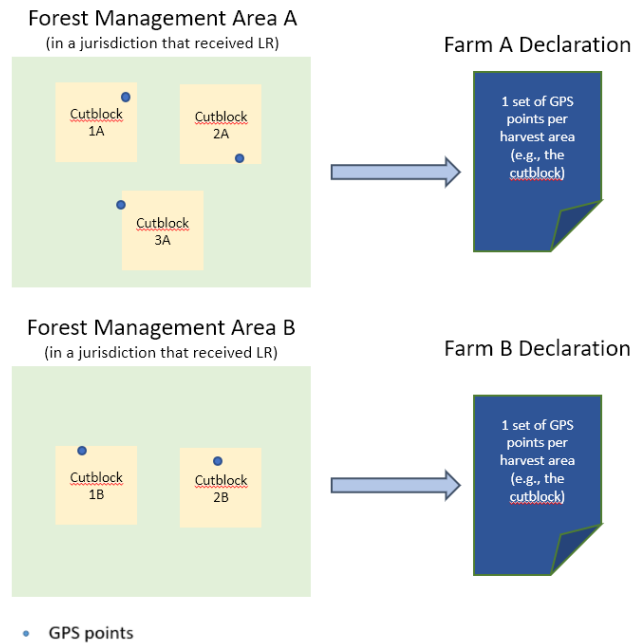 Forest Management Area A
(in a jurisdiction that received LR)
Farm A Declaration
Cutblock
1A
Cutblock
2A
Cutblock
3A
1 set of GPS
points per
harvest area
(e.g., the
cutblock)
Forest Management Area B
(in a jurisdiction that received LR)
Farm B Declaration
Cutblock
1B
Cutblock
2B
1 set of GPS
points per
harvest area
(e.g., the
cutblock)
GPS points